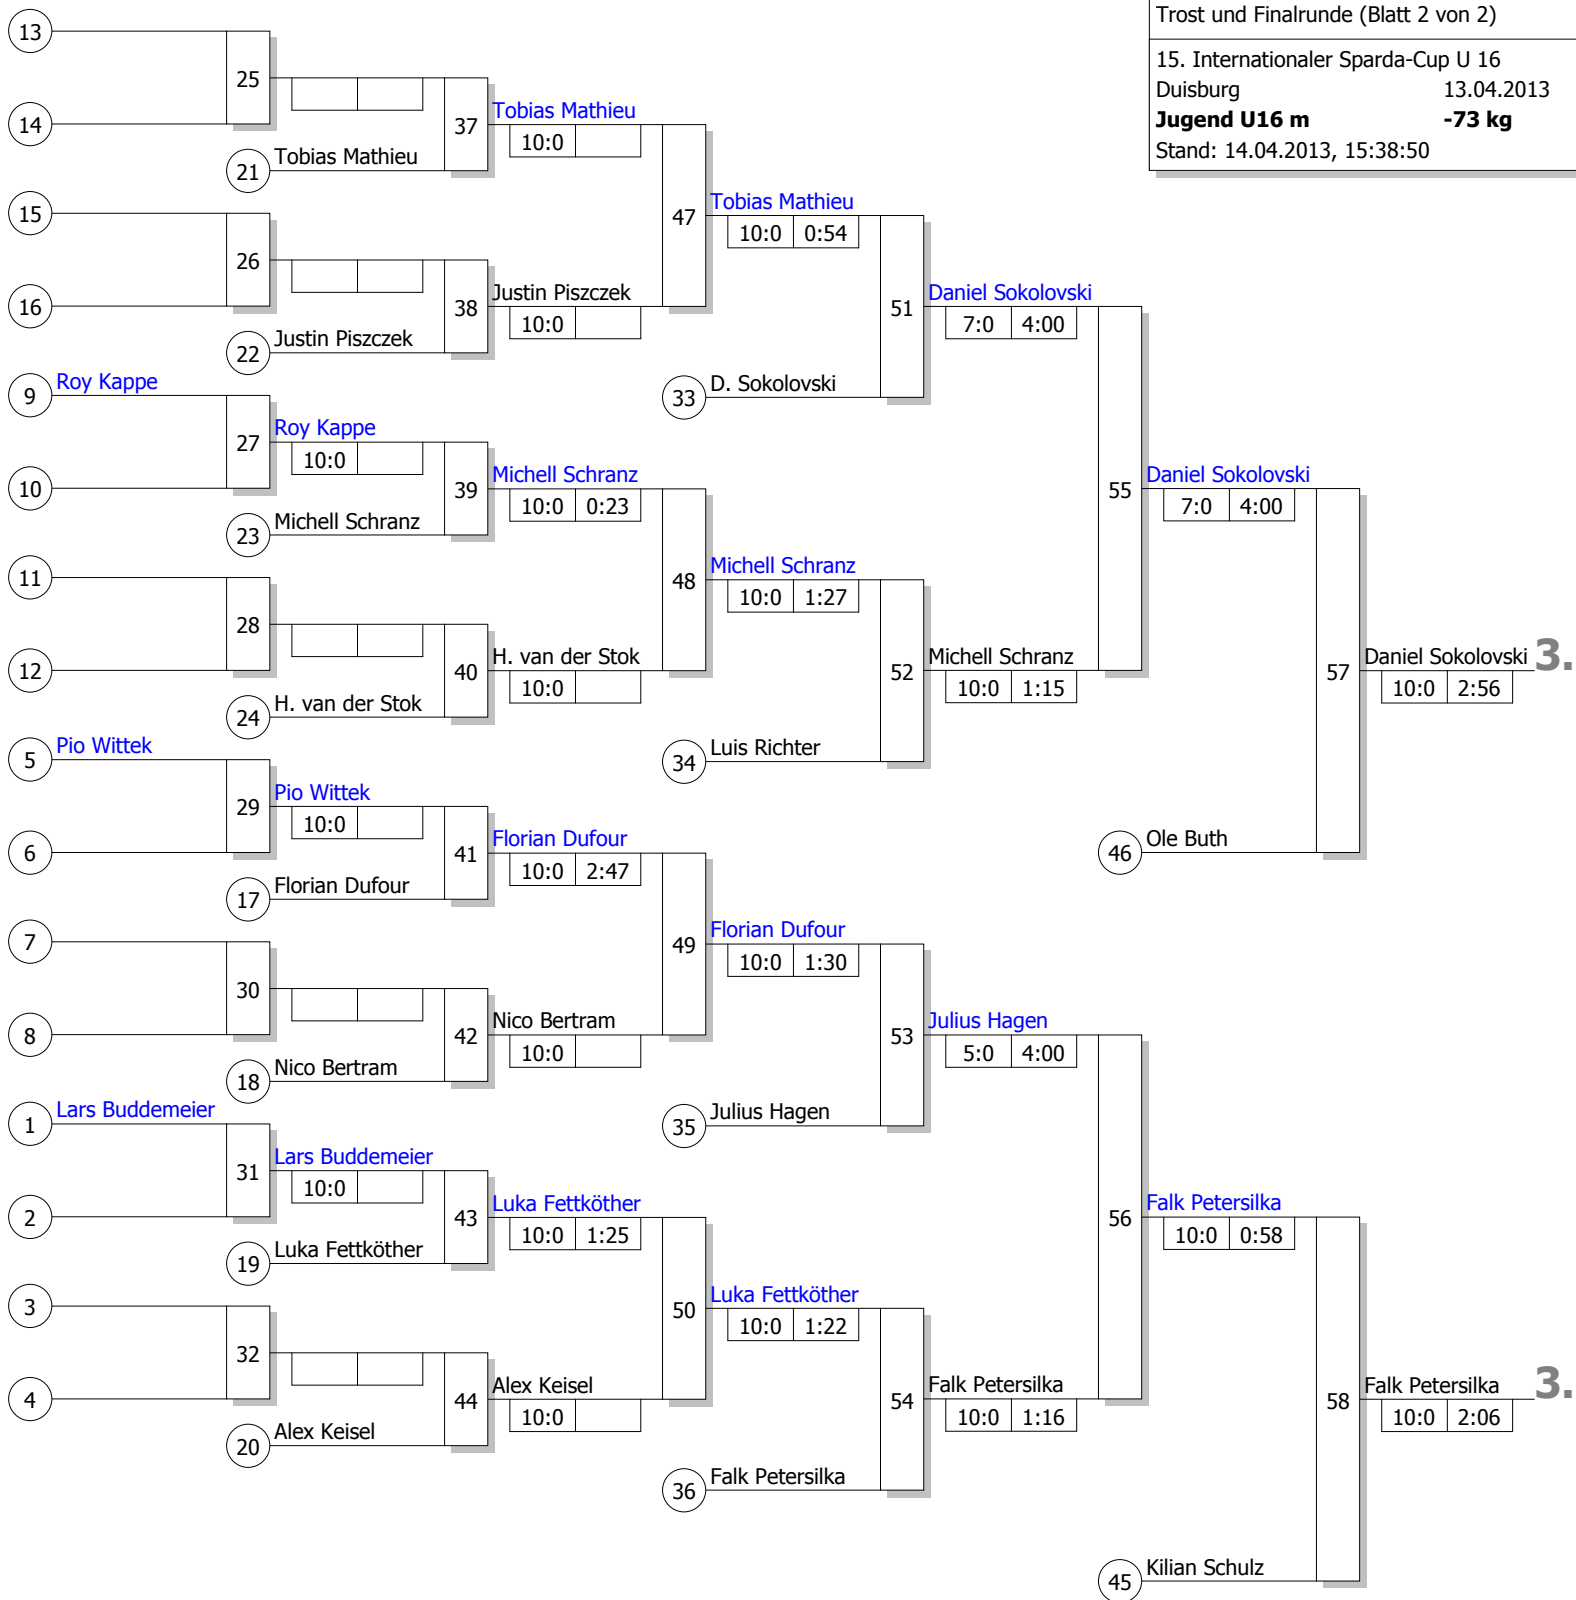 Trost und Finalrunde (Blatt 2 von 2)
15. Internationaler Sparda-Cup U 16
Duisburg 13.04.2013
Jugend U16 m -73 kg
Stand: 14.04.2013, 15:38:50
13
25
14
37
Tobias Mathieu
10:0
21
Tobias Mathieu
15
47
Tobias Mathieu
10:0 0:54
26
16
38
Justin Piszczek
10:0
22
Justin Piszczek
51
Daniel Sokolovski
7:0 4:00
33
D. Sokolovski
9
Roy Kappe
27
Roy Kappe
10:0
10
39
Michell Schranz
10:0 0:23
23
Michell Schranz
55
Daniel Sokolovski
7:0 4:00
11
48
Michell Schranz
10:0 1:27
28
12
40
H. van der Stok
10:0
24
H. van der Stok
52
Michell Schranz
10:0 1:15
34
Luis Richter
57
Daniel Sokolovski 3.
10:0 2:56
5
Pio Wittek
29
Pio Wittek
10:0
6
41
Florian Dufour
10:0 2:47
17
Florian Dufour
46
Ole Buth
7
49
Florian Dufour
10:0 1:30
30
8
42
Nico Bertram
10:0
18
Nico Bertram
53
Julius Hagen
5:0 4:00
35
Julius Hagen
1
Lars Buddemeier
31
Lars Buddemeier
10:0
2
43
Luka Fettköther
10:0 1:25
19
Luka Fettköther
56
Falk Petersilka
10:0 0:58
3
50
Luka Fettköther
10:0 1:22
32
4
44
Alex Keisel
10:0
20
Alex Keisel
54
Falk Petersilka
10:0 1:16
36
Falk Petersilka
58
Falk Petersilka 3.
10:0 2:06
45
Kilian Schulz